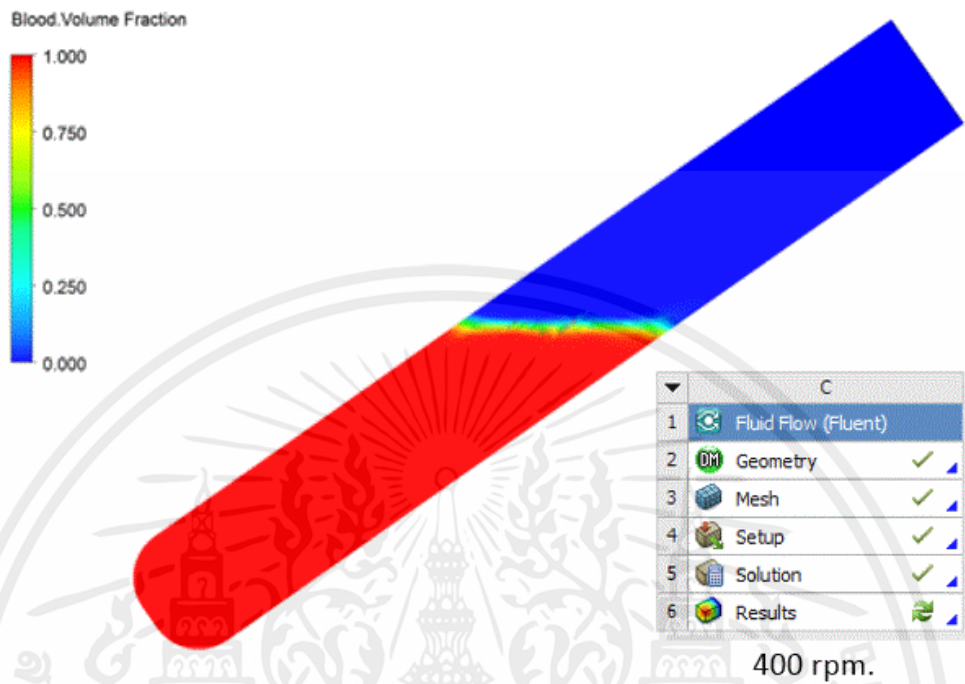 Blood.Volume Fraction
1.000
0.750
0.500
0.250
0.000
C
1 Fluid Flow (Fluent)
2 DM Geometry
3 Mesh
4 Setup
5 Solution
6 Results
400 rpm.